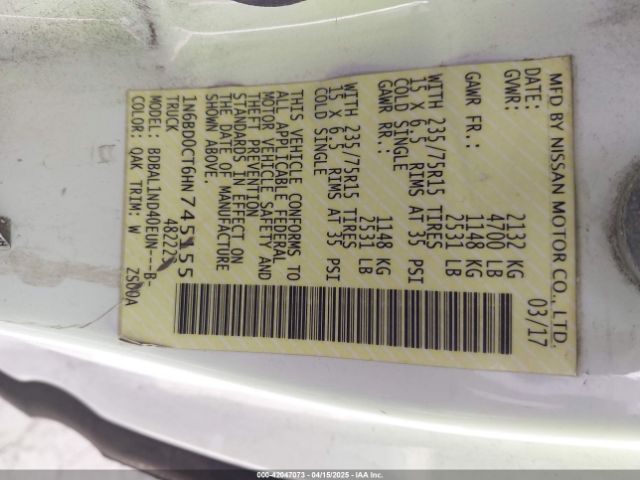 MFD BY NISSAN MOTOR CO., LTD.
DATE: 03/17
GVWR: 2132 KG
4700 LB
GAWR FR.: 1148 KG
2531 LB
WITH 235/75R15 TIRES
15 X 6.5 RIMS AT 35 PSI
COLD SINGLE
GAWR RR.: 1148 KG
2531 LB
WITH 235/75R15 TIRES
15 X 6.5 RIMS AT 35 PSI
COLD SINGLE
THIS VEHICLE CONFORMS TO
ALL APPLICABLE FEDERAL
MOTOR VEHICLE SAFETY AND
THEFT PREVENTION
STANDARDS IN EFFECT ON
THE DATE OF MANUFACTURE
SHOWN ABOVE.
1N6BD0CT6HN745155
TRUCK
MODEL: BDBAL1ND40EUN---B-
COLOR: QAK TRIM: W
000-42047073 - 04/15/2025 - IAAC